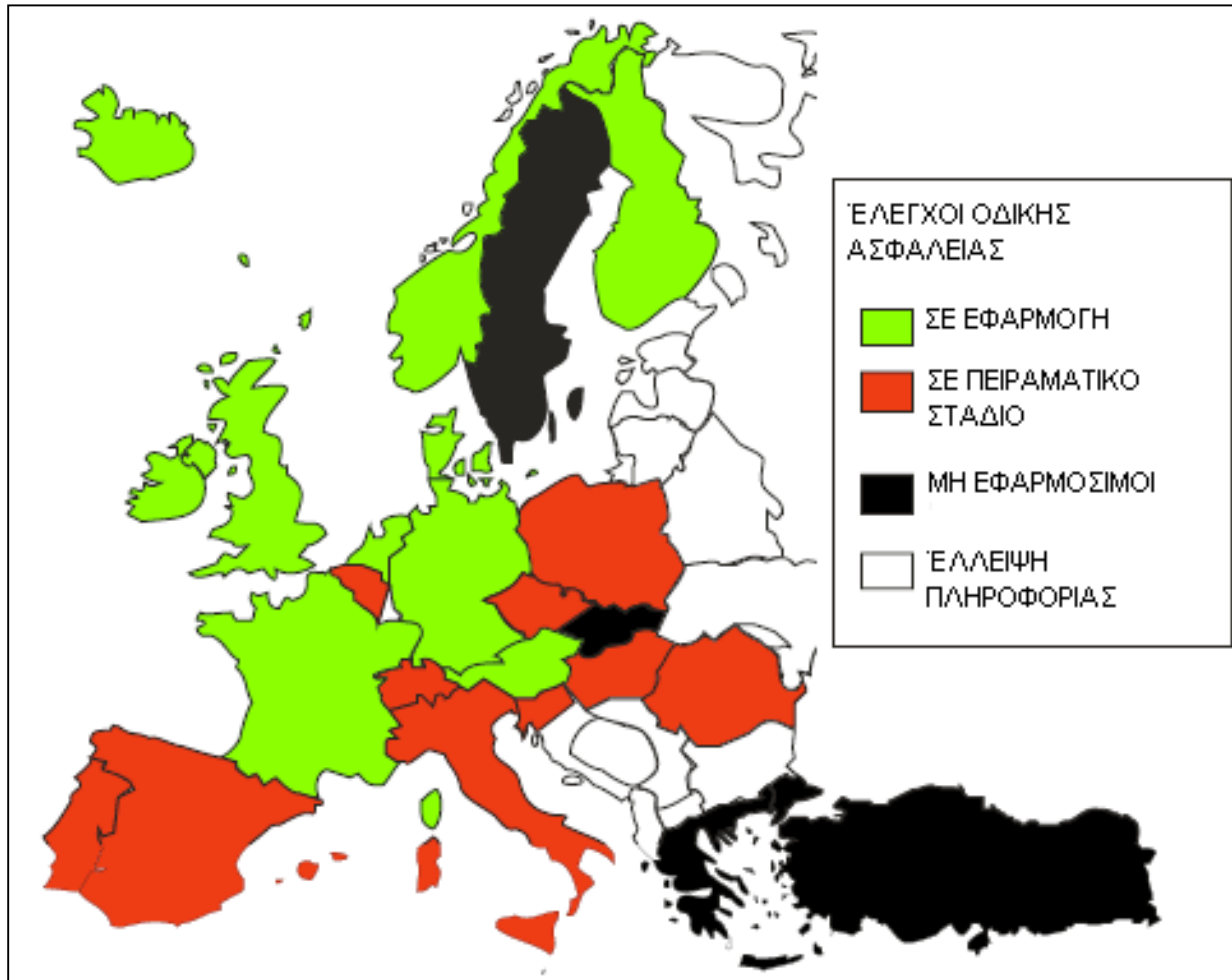 ΈΛΕΓΧΟΙ ΟΔΙΚΗΣ
ΑΣΦΑΛΕΙΑΣ
ΣΕ ΕΦΑΡΜΟΓΗ
ΣΕ ΠΕΙΡΑΜΑΤΙΚΟ
ΣΤΑΔΙΟ
ΜΗ ΕΦΑΡΜΟΣΙΜΟΙ
ΈΛΛΕΙΨΗ
ΠΛΗΡΟΦΟΡΙΑΣ